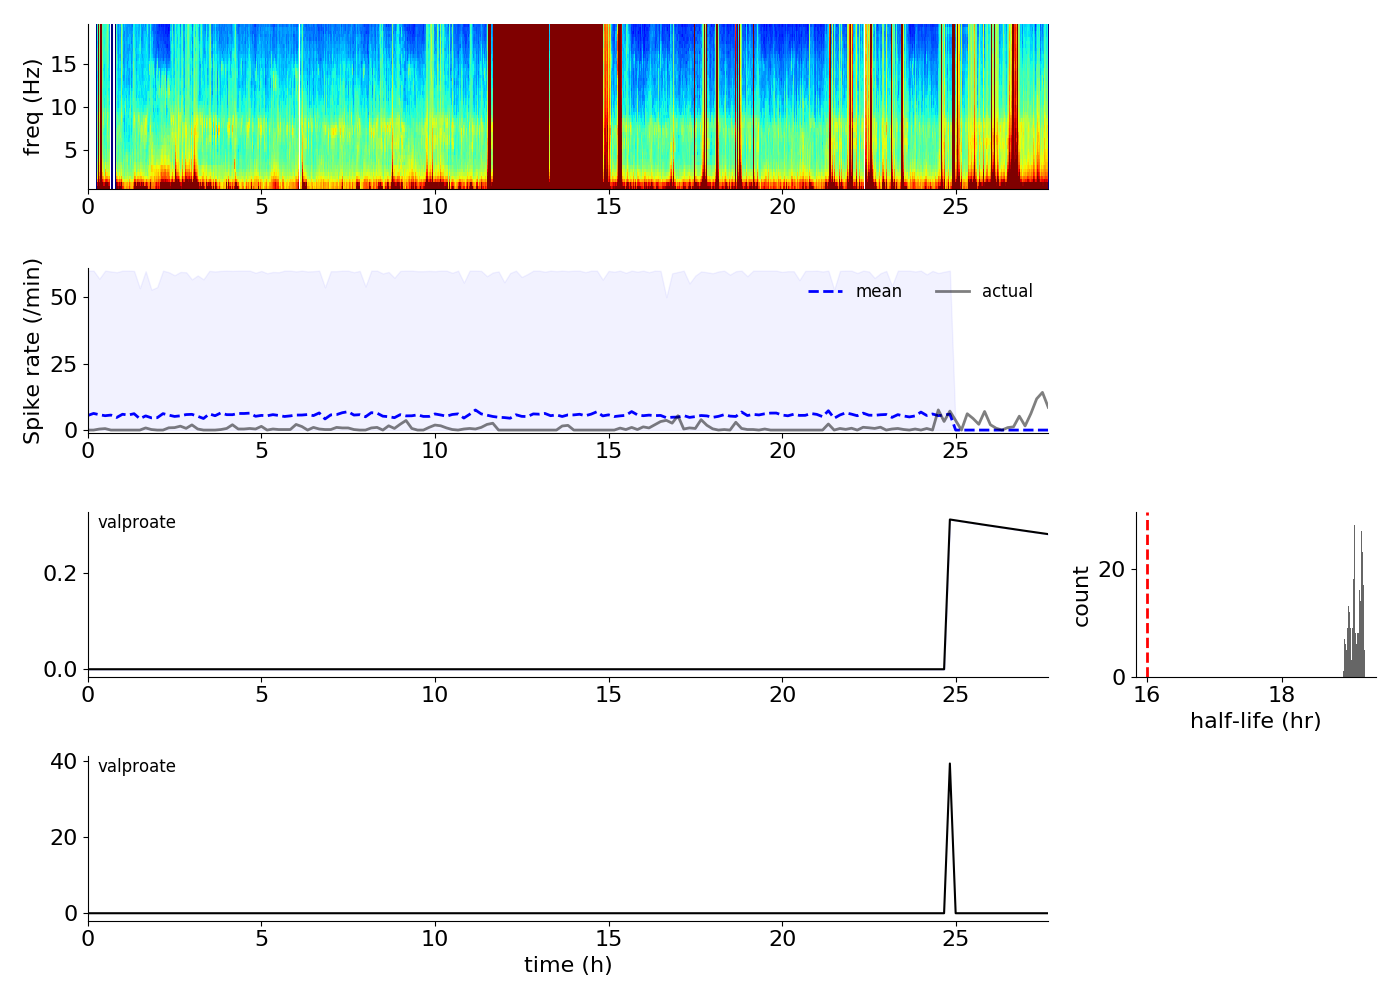 freq (Hz)
15
10
5
0 5 10 15 20 25
Spike rate (/min)
50
25
0
mean actual
0 5 10 15 20 25
valproate
0.2
0.0
0 5 10 15 20 25
count
20
0
16 18
half-life (hr)
valproate
40
20
0
0 5 10 15 20 25
time (h)